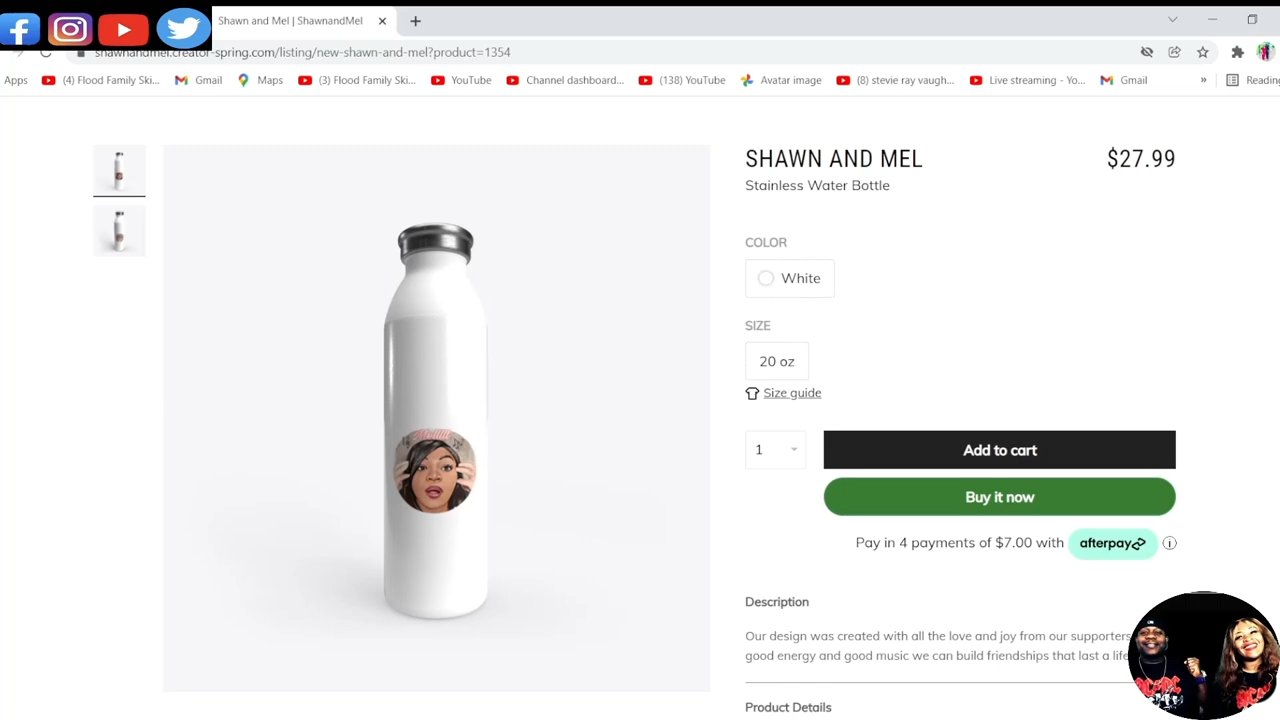 Shawn and Mel | ShawnandMel
shawnandmel.creator-spring.com/listing/new-shawn-and-mel?product=1354
Apps (4) Flood Family Ski... Gmail Maps (3) Flood Family Ski... YouTube Channel dashboard... (138) YouTube Avatar image (8) stevie ray vaugh... Live streaming - Yo... Gmail » Reading
SHAWN AND MEL $27.99
Stainless Water Bottle
COLOR
White
SIZE
20 oz
Size guide
1 Add to cart
Buy it now
Pay in 4 payments of $7.00 with afterpay
Description
Our design was created with all the love and joy from our supporters
good energy and good music we can build friendships that last a life
Product Details